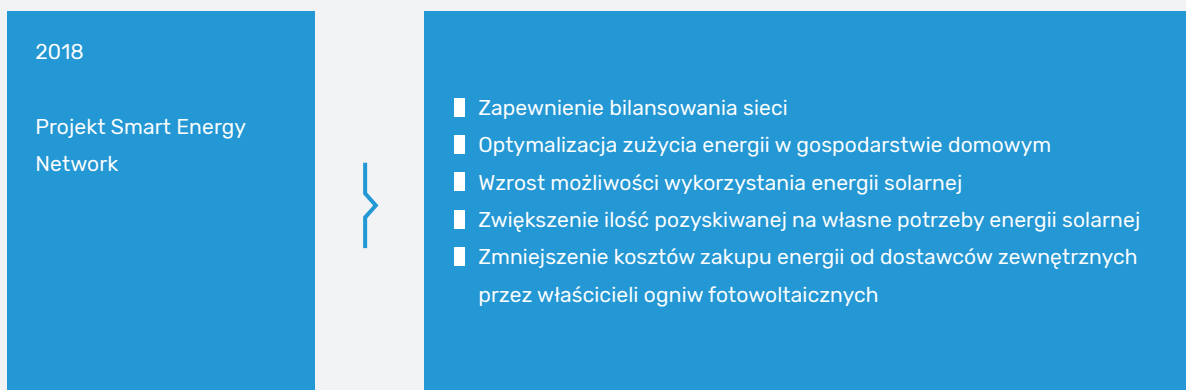 2018
Projekt Smart Energy
Network
Zapewnienie bilansowania sieci
Optymalizacja zużycia energii w gospodarstwie domowym
Wzrost możliwości wykorzystania energii solarnej
Zwiększenie ilość pozyskiwanej na własne potrzeby energii solarnej
Zmniejszenie kosztów zakupu energii od dostawców zewnętrznych
przez właścicieli ogniw fotowoltaicznych